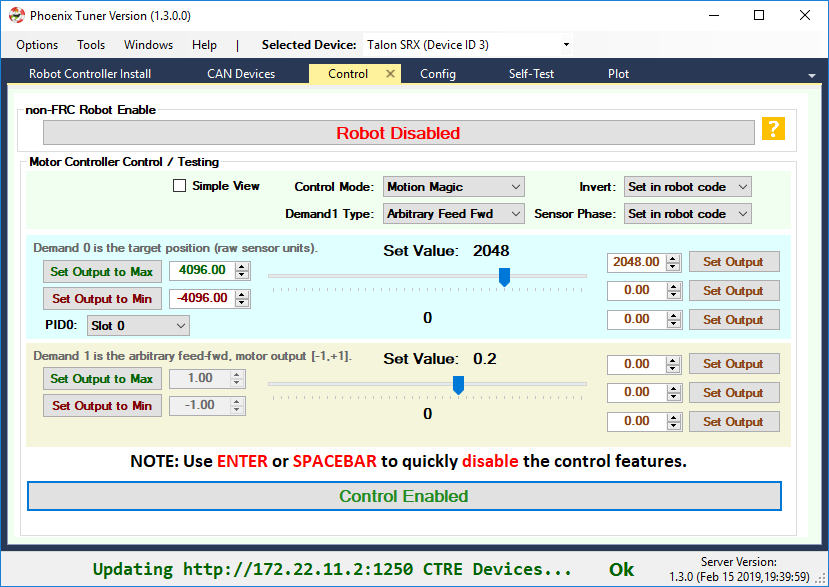 Phoenix Tuner Version (1.3.0.0)
Options Tools Windows Help | Selected Device: Talon SRX (Device ID 3)
Robot Controller Install CAN Devices Control Config Self-Test Plot
non-FRC Robot Enable
Robot Disabled ?
Motor Controller Control / Testing
Simple View Control Mode: Motion Magic Invert: Set in robot code
Demand1 Type: Arbitrary Feed Fwd Sensor Phase: Set in robot code
Demand 0 is the target position (raw sensor units). Set Value: 2048
Set Output to Max 4096.00 2048.00 Set Output
Set Output to Min -4096.00 0.00 Set Output
PID0: Slot 0 0 0.00 Set Output
Demand 1 is the arbitrary feed-fwd, motor output [-1,+1]. Set Value: 0.2
Set Output to Max 1.00 0.00 Set Output
Set Output to Min -1.00 0.00 Set Output
0 0.00 Set Output
NOTE: Use ENTER or SPACEBAR to quickly disable the control features.
Control Enabled
Updating http://172.22.11.2:1250 CTRE Devices... Ok
Server Version:
1.3.0 (Feb 15 2019,19:39:59)